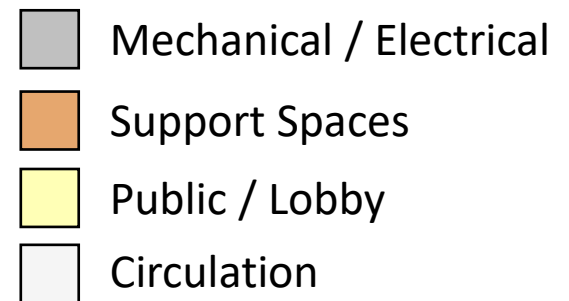 Mechanical / Electrical
Support Spaces
Public / Lobby
Circulation